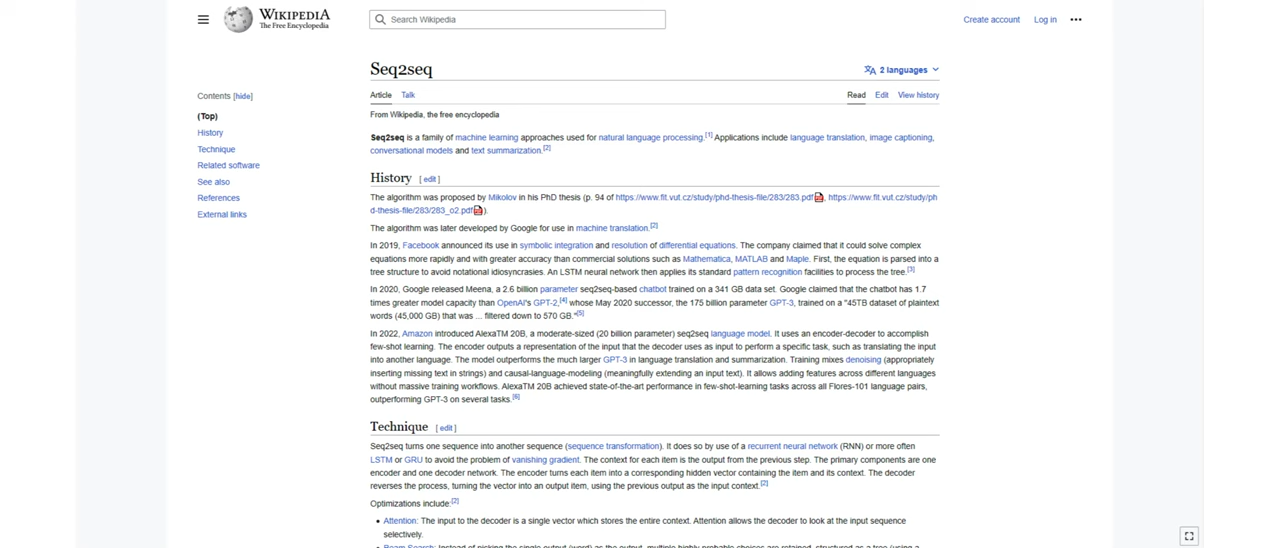 WIKIPEDIA
The Free Encyclopedia
Search Wikipedia
Create account
Log in
Seq2seq
2 languages
Contents [hide]
(Top)
History
Technique
Related software
See also
References
External links
Article
Talk
Read
Edit
View history
From Wikipedia, the free encyclopedia
Seq2seq is a family of machine learning approaches used for natural language processing.[1] Applications include language translation, image captioning,
conversational models and text summarization.[2]
History [ edit ]
The algorithm was proposed by Mikolov in his PhD thesis (p. 94 of https://www.fit.vut.cz/study/phd-thesis-file/283/283.pdf, https://www.fit.vut.cz/study/ph
d-thesis-file/283/283_o2.pdf).
The algorithm was later developed by Google for use in machine translation.[2]
In 2019, Facebook announced its use in symbolic integration and resolution of differential equations. The company claimed that it could solve complex
equations more rapidly and with greater accuracy than commercial solutions such as Mathematica, MATLAB and Maple. First, the equation is parsed into a
tree structure to avoid notational idiosyncrasies. An LSTM neural network then applies its standard pattern recognition facilities to process the tree.[3]
In 2020, Google released Meena, a 2.6 billion parameter seq2seq-based chatbot trained on a 341 GB data set. Google claimed that the chatbot has 1.7
times greater model capacity than OpenAI's GPT-2,[4] whose May 2020 successor, the 175 billion parameter GPT-3, trained on a "45TB dataset of plaintext
words (45,000 GB) that was ... filtered down to 570 GB."[5]
In 2022, Amazon introduced AlexaTM 20B, a moderate-sized (20 billion parameter) seq2seq language model. It uses an encoder-decoder to accomplish
few-shot learning. The encoder outputs a representation of the input that the decoder uses as input to perform a specific task, such as translating the input
into another language. The model outperforms the much larger GPT-3 in language translation and summarization. Training mixes denoising (appropriately
inserting missing text in strings) and causal-language-modeling (meaningfully extending an input text). It allows adding features across different languages
without massive training workflows. AlexaTM 20B achieved state-of-the-art performance in few-shot-learning tasks across all Flores-101 language pairs,
outperforming GPT-3 on several tasks.[6]
Technique [ edit ]
Seq2seq turns one sequence into another sequence (sequence transformation). It does so by use of a recurrent neural network (RNN) or more often
LSTM or GRU to avoid the problem of vanishing gradient. The context for each item is the output from the previous step. The primary components are one
encoder and one decoder network. The encoder turns each item into a corresponding hidden vector containing the item and its context. The decoder
reverses the process, turning the vector into an output item, using the previous output as the input context.[2]
Optimizations include:[2]
• Attention: The input to the decoder is a single vector which stores the entire context. Attention allows the decoder to look at the input sequence
selectively.
• Beam Search: Instead of picking the single output (word) as the output, multiple highly probable choices are retained, structured as a tree (using a